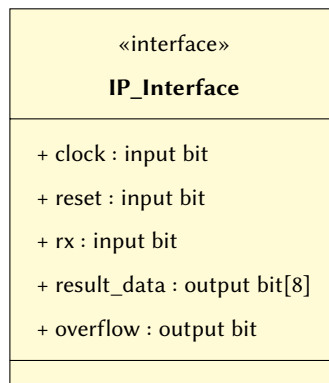 «interface»
IP_Interface
+ clock : input bit
+ reset : input bit
+ rx : input bit
+ result_data : output bit[8]
+ overflow : output bit